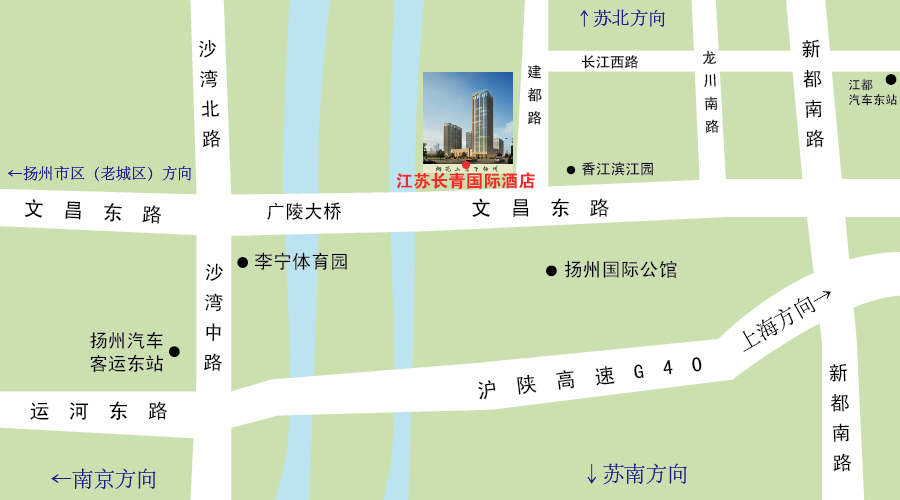 ↑苏北方向
沙湾北路
建都路
长江西路
龙川南路
新都南路
江都
汽车东站
←扬州市区（老城区）方向
香江滨江园
江苏长青国际酒店
文昌东路
广陵大桥
文昌东路
李宁体育园
扬州国际公馆
沙湾中路
扬州汽车
客运东站
上海方向→
沪陕高速G40
运河东路
新都南路
←南京方向
↓苏南方向